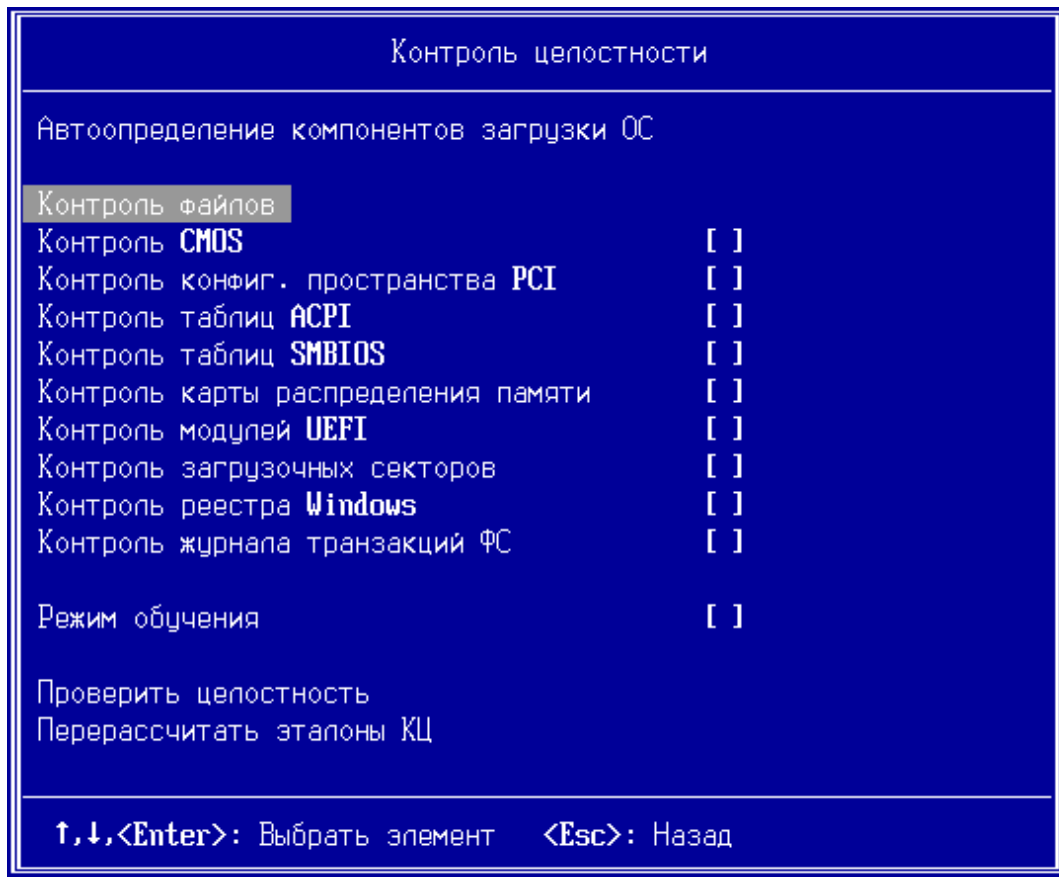 Контроль целостности
Автоопределение компонентов загрузки ОС
Контроль файлов
Контроль CMOS [ ]
Контроль конфиг. пространства PCI [ ]
Контроль таблиц ACPI [ ]
Контроль таблиц SMBIOS [ ]
Контроль карты распределения памяти [ ]
Контроль модулей UEFI [ ]
Контроль загрузочных секторов [ ]
Контроль реестра Windows [ ]
Контроль журнала транзакций ФС [ ]
Режим обучения [ ]
Проверить целостность
Перерассчитать эталоны КЦ
↑,↓,<Enter>: Выбрать элемент <Esc>: Назад